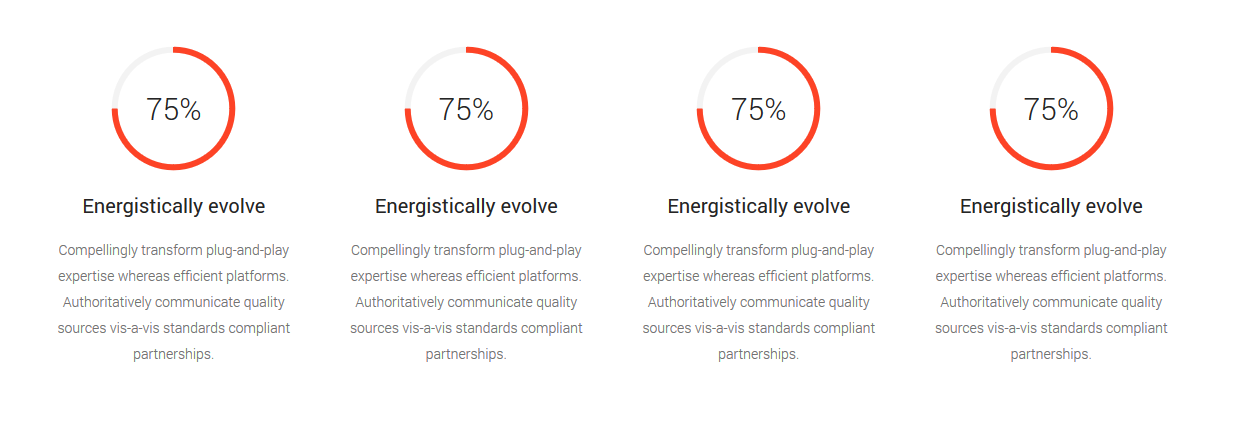 75%
75%
75%
75%
Energistically evolve
Energistically evolve
Energistically evolve
Energistically evolve
Compellingly transform plug-and-play
expertise whereas efficient platforms.
Authoritatively communicate quality
sources vis-a-vis standards compliant
partnerships.
Compellingly transform plug-and-play
expertise whereas efficient platforms.
Authoritatively communicate quality
sources vis-a-vis standards compliant
partnerships.
Compellingly transform plug-and-play
expertise whereas efficient platforms.
Authoritatively communicate quality
sources vis-a-vis standards compliant
partnerships.
Compellingly transform plug-and-play
expertise whereas efficient platforms.
Authoritatively communicate quality
sources vis-a-vis standards compliant
partnerships.